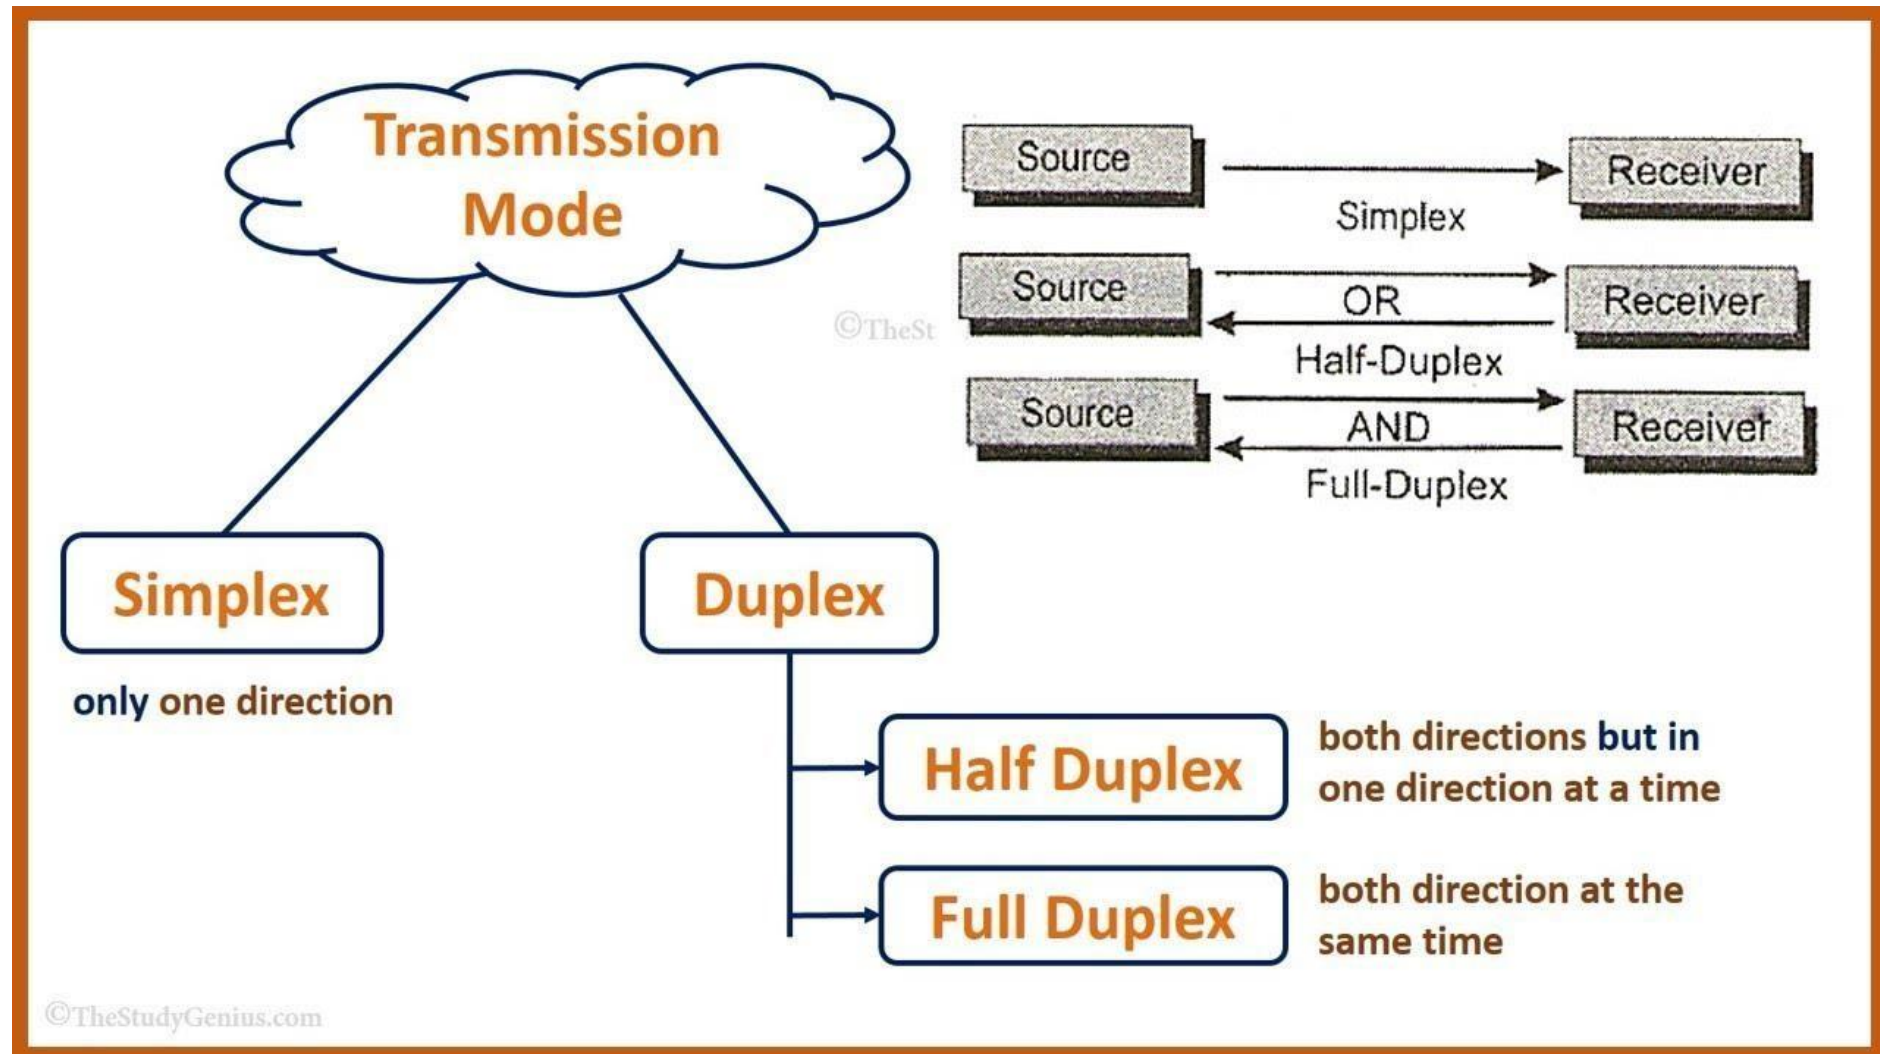 Transmission
Mode
Source
Receiver
Simplex
Source
OR
Receiver
Half-Duplex
Source
AND
Receiver
Full-Duplex
©TheSt
Simplex
only one direction
Duplex
Half Duplex
both directions but in
one direction at a time
Full Duplex
both direction at the
same time
©TheStudyGenius.com